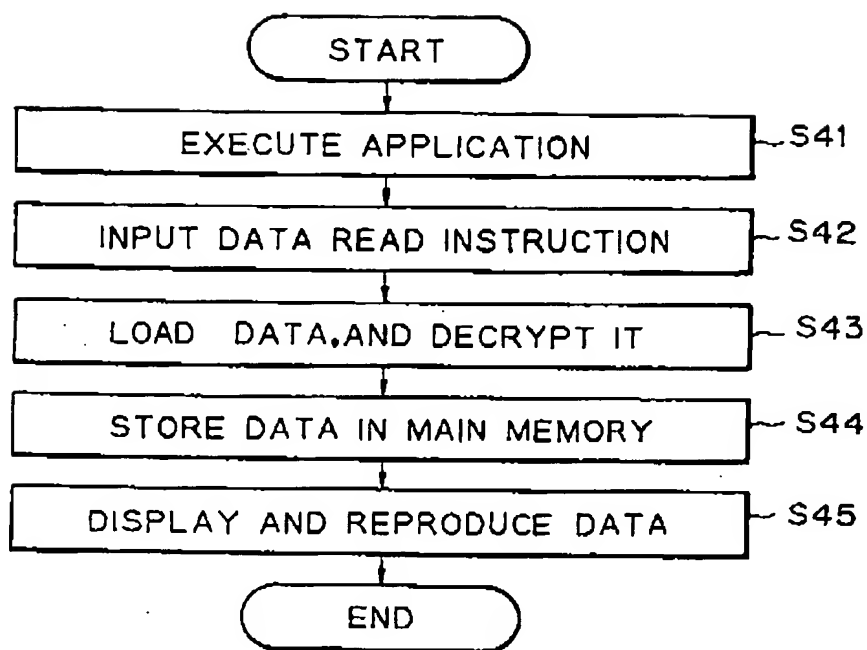 START
EXECUTE APPLICATION
S41
INPUT DATA READ INSTRUCTION
S42
LOAD DATA, AND DECRYPT IT
S43
STORE DATA IN MAIN MEMORY
S44
DISPLAY AND REPRODUCE DATA
S45
END